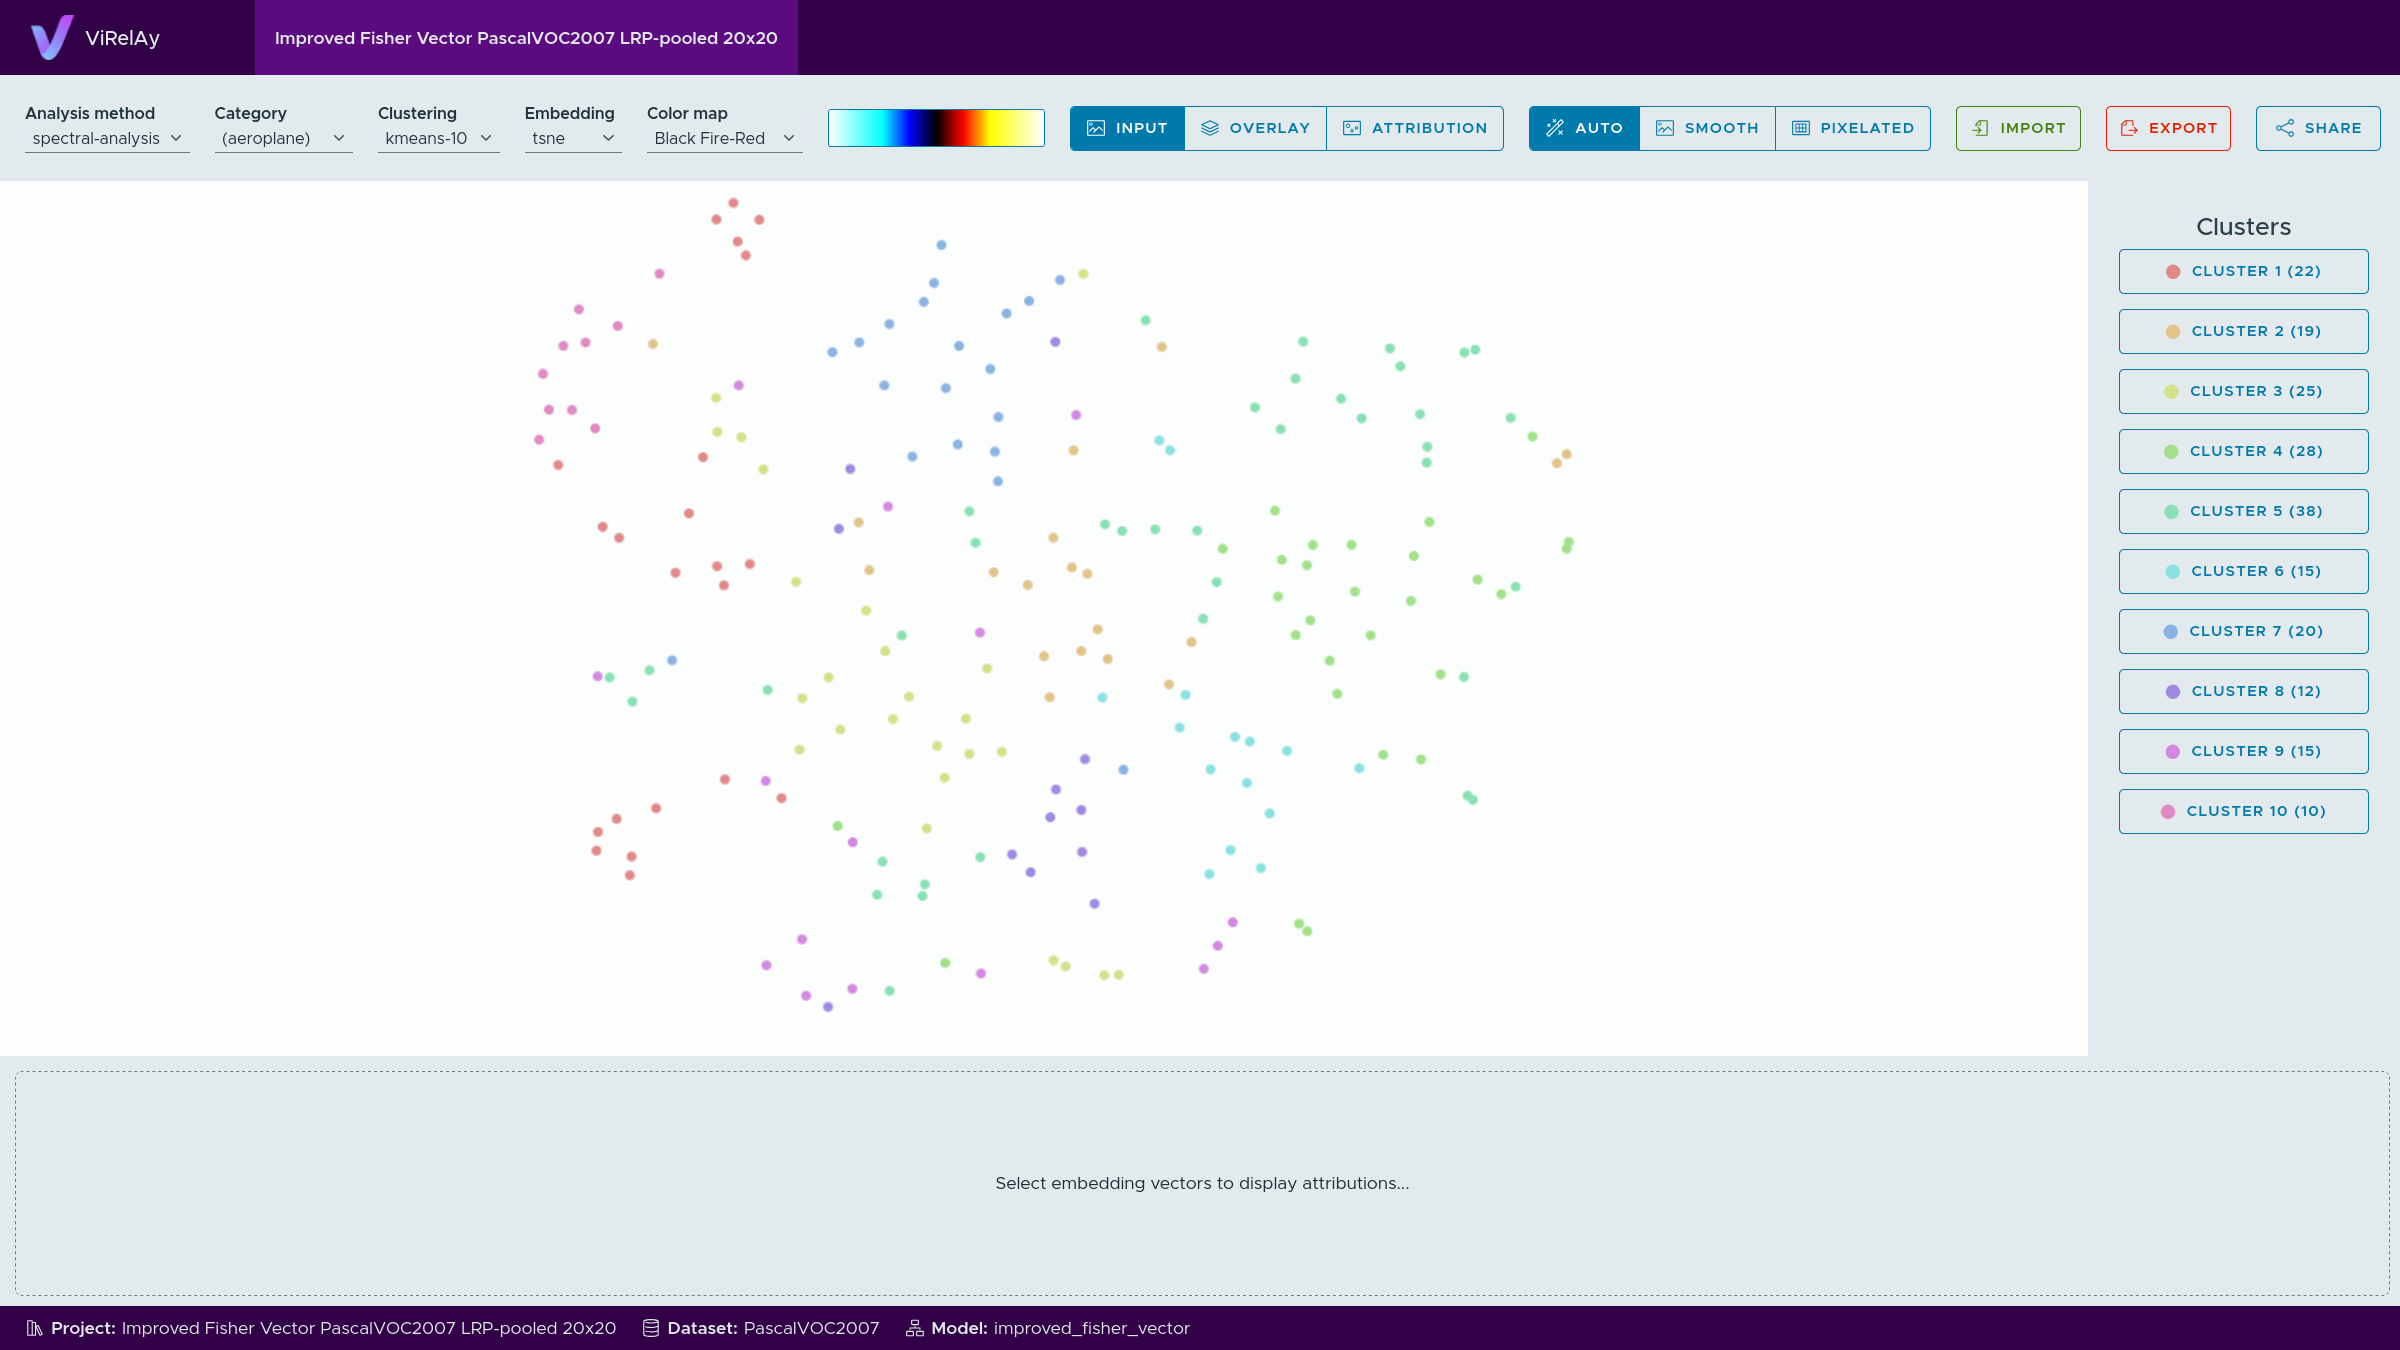 ViRelAy
Improved Fisher Vector PascalVOC2007 LRP-pooled 20x20
Analysis method
spectral-analysis
Category
(aeroplane)
Clustering
kmeans-10
Embedding
tsne
Color map
Black Fire-Red
INPUT
OVERLAY
ATTRIBUTION
AUTO
SMOOTH
PIXELATED
IMPORT
EXPORT
SHARE
Clusters
CLUSTER 1 (22)
CLUSTER 2 (19)
CLUSTER 3 (25)
CLUSTER 4 (28)
CLUSTER 5 (38)
CLUSTER 6 (15)
CLUSTER 7 (20)
CLUSTER 8 (12)
CLUSTER 9 (15)
CLUSTER 10 (10)
Select embedding vectors to display attributions...
Project: Improved Fisher Vector PascalVOC2007 LRP-pooled 20x20
Dataset: PascalVOC2007
Model: improved_fisher_vector